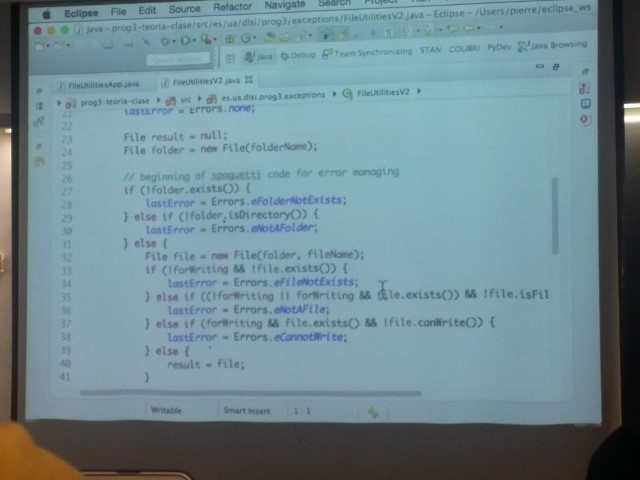 Eclipse File Edit Source Refactor Navigate Search Project Run
Java - prog3-teoria-clase/src/es/ua/dlsi/prog3/exceptions/FileUtilitiesV2.java - Eclipse - /Users/pierre/eclipse_ws
Java Debug Team Synchronizing STAN COLIBRI PyDev Java Browsing
FileUtilitiesApp.java FileUtilitiesV2.java
prog3-teoria-clase src es.ua.dlsi.prog3.exceptions FileUtilitiesV2
21 lastError = Errors.none;
22
23 File result = null;
24 File folder = new File(folderName);
25
26 // beginning of spaguetti code for error managing
27 if (!folder.exists()) {
28 lastError = Errors.eFolderNotExists;
29 } else if (!folder.isDirectory()) {
30 lastError = Errors.eNotAFolder;
31 } else {
32 File file = new File(folder, fileName);
33 if (!forWriting && !file.exists()) {
34 lastError = Errors.eFileNotExists;
35 } else if ((!forWriting || forWriting && file.exists()) && !file.isFil
36 lastError = Errors.eNotAFile;
37 } else if (forWriting && file.exists() && !file.canWrite()) {
38 lastError = Errors.eCannotWrite;
39 } else {
40 result = file;
41 }
Writable Smart Insert 1 : 1